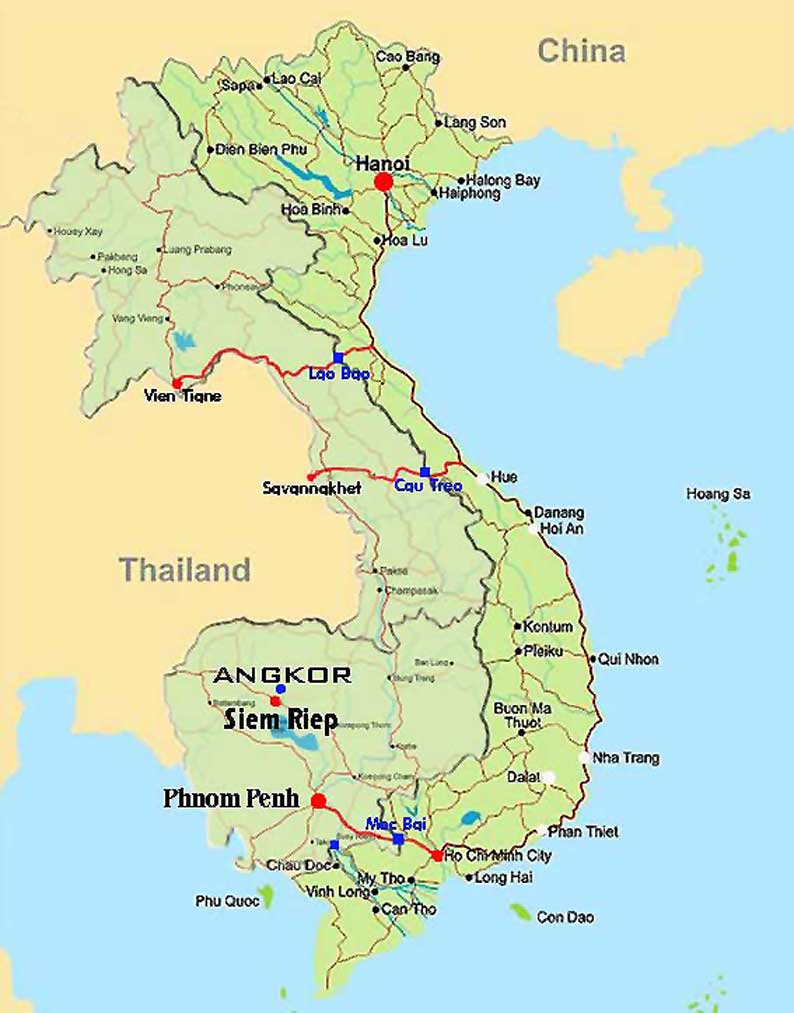 China
Cao Bang
Lao Cai
Sapa
Lang Son
Dien Bien Phu
Hanoi
Halong Bay
Haiphong
Hoa Binh
Hoa Lu
Houey Xay
Luang Prabang
Pakbeng
Hong Sa
Phonsavan
Vang Vieng
Lao Bao
Vien Tiane
Savannakhet
Cau Treo
Hue
Hoang Sa
Danang
Hoi An
Thailand
Pakse
Champasak
Kontum
Pleiku
Qui Nhon
Ban Lung
ANGKOR
Stung Treng
Battambang
Siem Riep
Kompong Thom
Buon Ma
Thuot
Kratie
Nha Trang
Dalat
Kompong Cham
Phnom Penh
Moc Bai
Phan Thiet
Ho Chi Minh City
Chau Doc
Long Hai
My Tho
Vinh Long
Phu Quoc
Can Tho
Con Dao